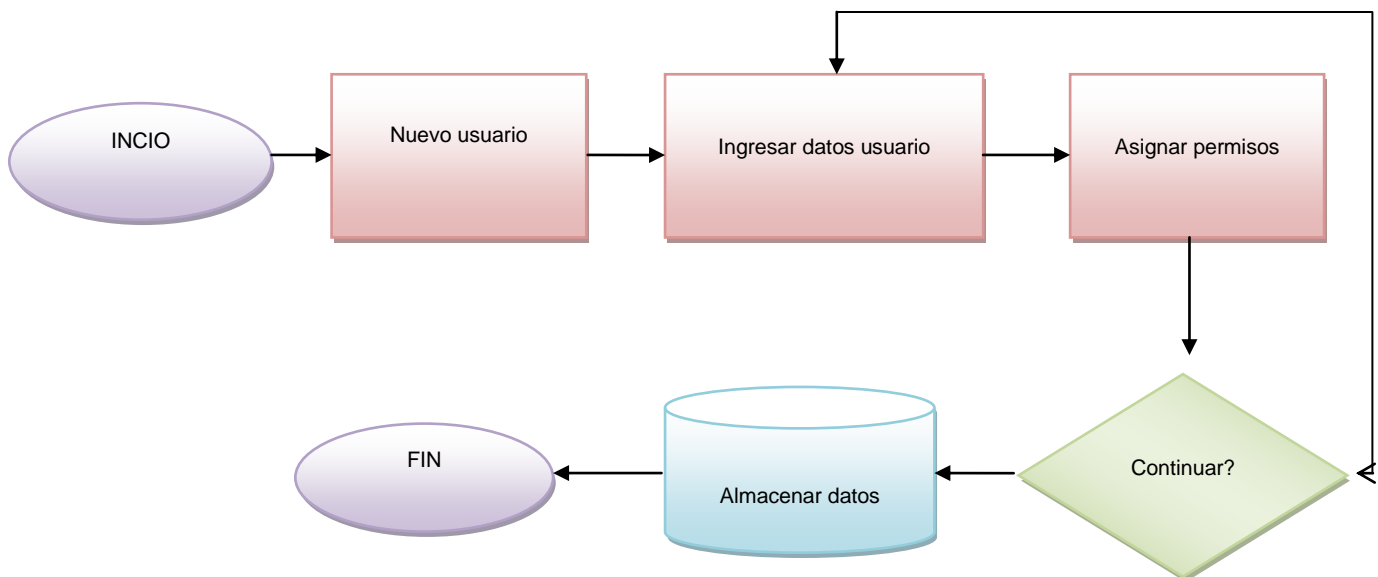 INCIO
Nuevo usuario
Ingresar datos usuario
Asignar permisos
Continuar?
Almacenar datos
FIN